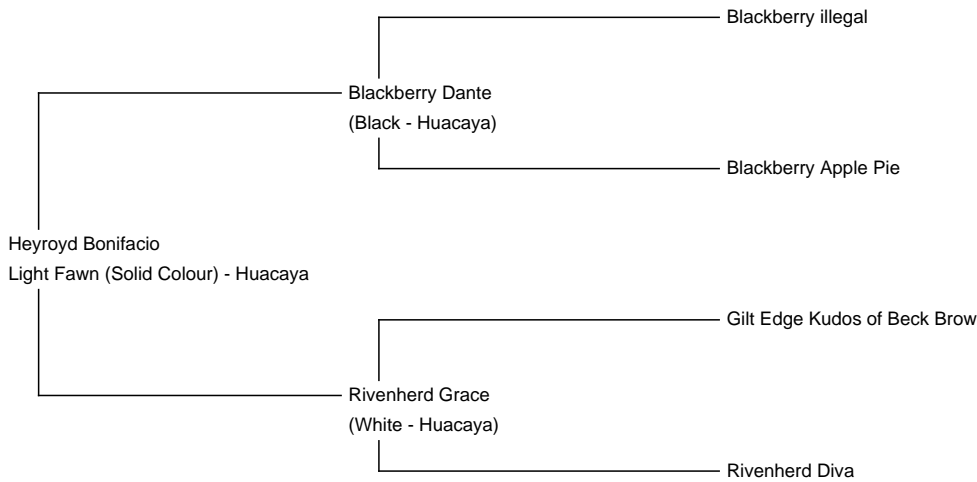 Blackberry illegal
Blackberry Dante
(Black - Huacaya)
Blackberry Apple Pie
Heyroyd Bonifacio
Light Fawn (Solid Colour) - Huacaya
Gilt Edge Kudos of Beck Brow
Rivenherd Grace
(White - Huacaya)
Rivenherd Diva